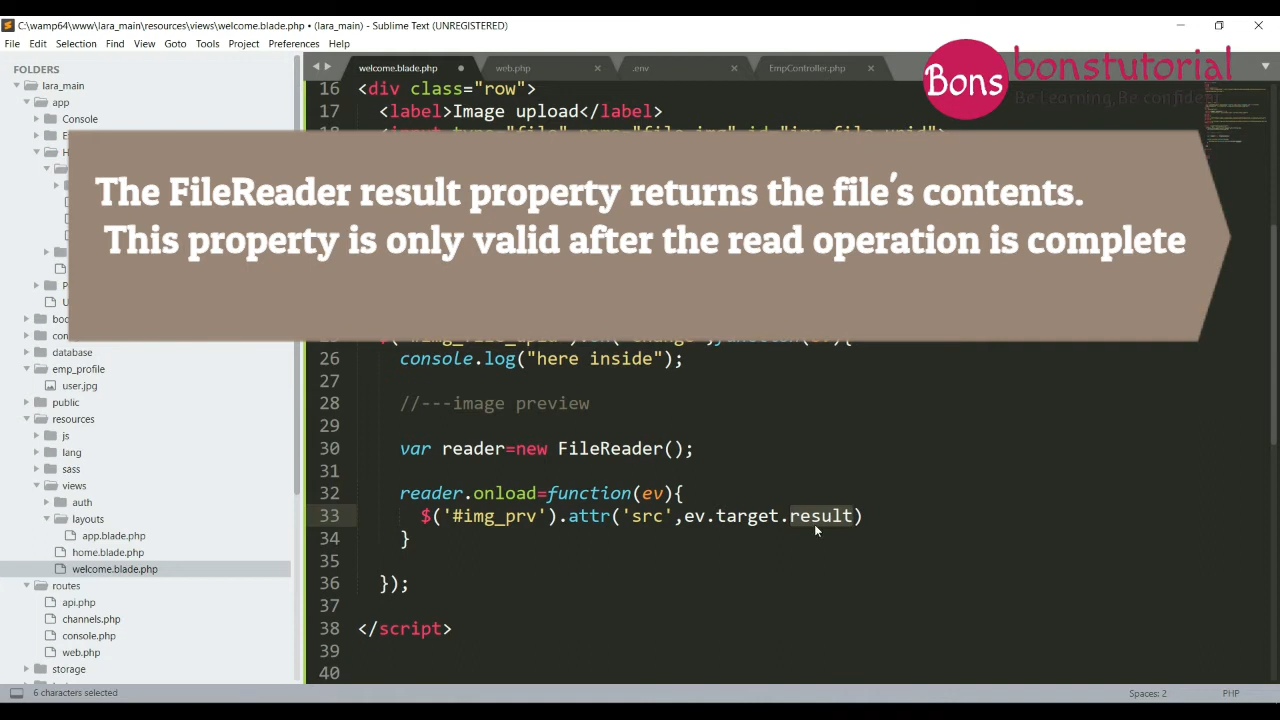 C:\wamp64\www\lara_main\resources\views\welcome.blade.php • (lara_main) - Sublime Text (UNREGISTERED)
File Edit Selection Find View Goto Tools Project Preferences Help
FOLDERS
lara_main
app
Console
welcome.blade.php
web.php
.env
EmpController.php
Bons
bonstutorial
Be Learning,Be confident
16 <div class="row">
17 <label>Image upload</label>
The FileReader result property returns the file's contents.
This property is only valid after the read operation is complete
database
emp_profile
user.jpg
public
resources
js
lang
sass
views
auth
layouts
app.blade.php
home.blade.php
welcome.blade.php
routes
api.php
channels.php
console.php
web.php
storage
26 console.log("here inside");
27
28 //---image preview
29
30 var reader=new FileReader();
31
32 reader.onload=function(ev){
33 $('#img_prv').attr('src',ev.target.result)
34 }
35
36 });
37
38 </script>
39
40
6 characters selected
Spaces: 2
PHP